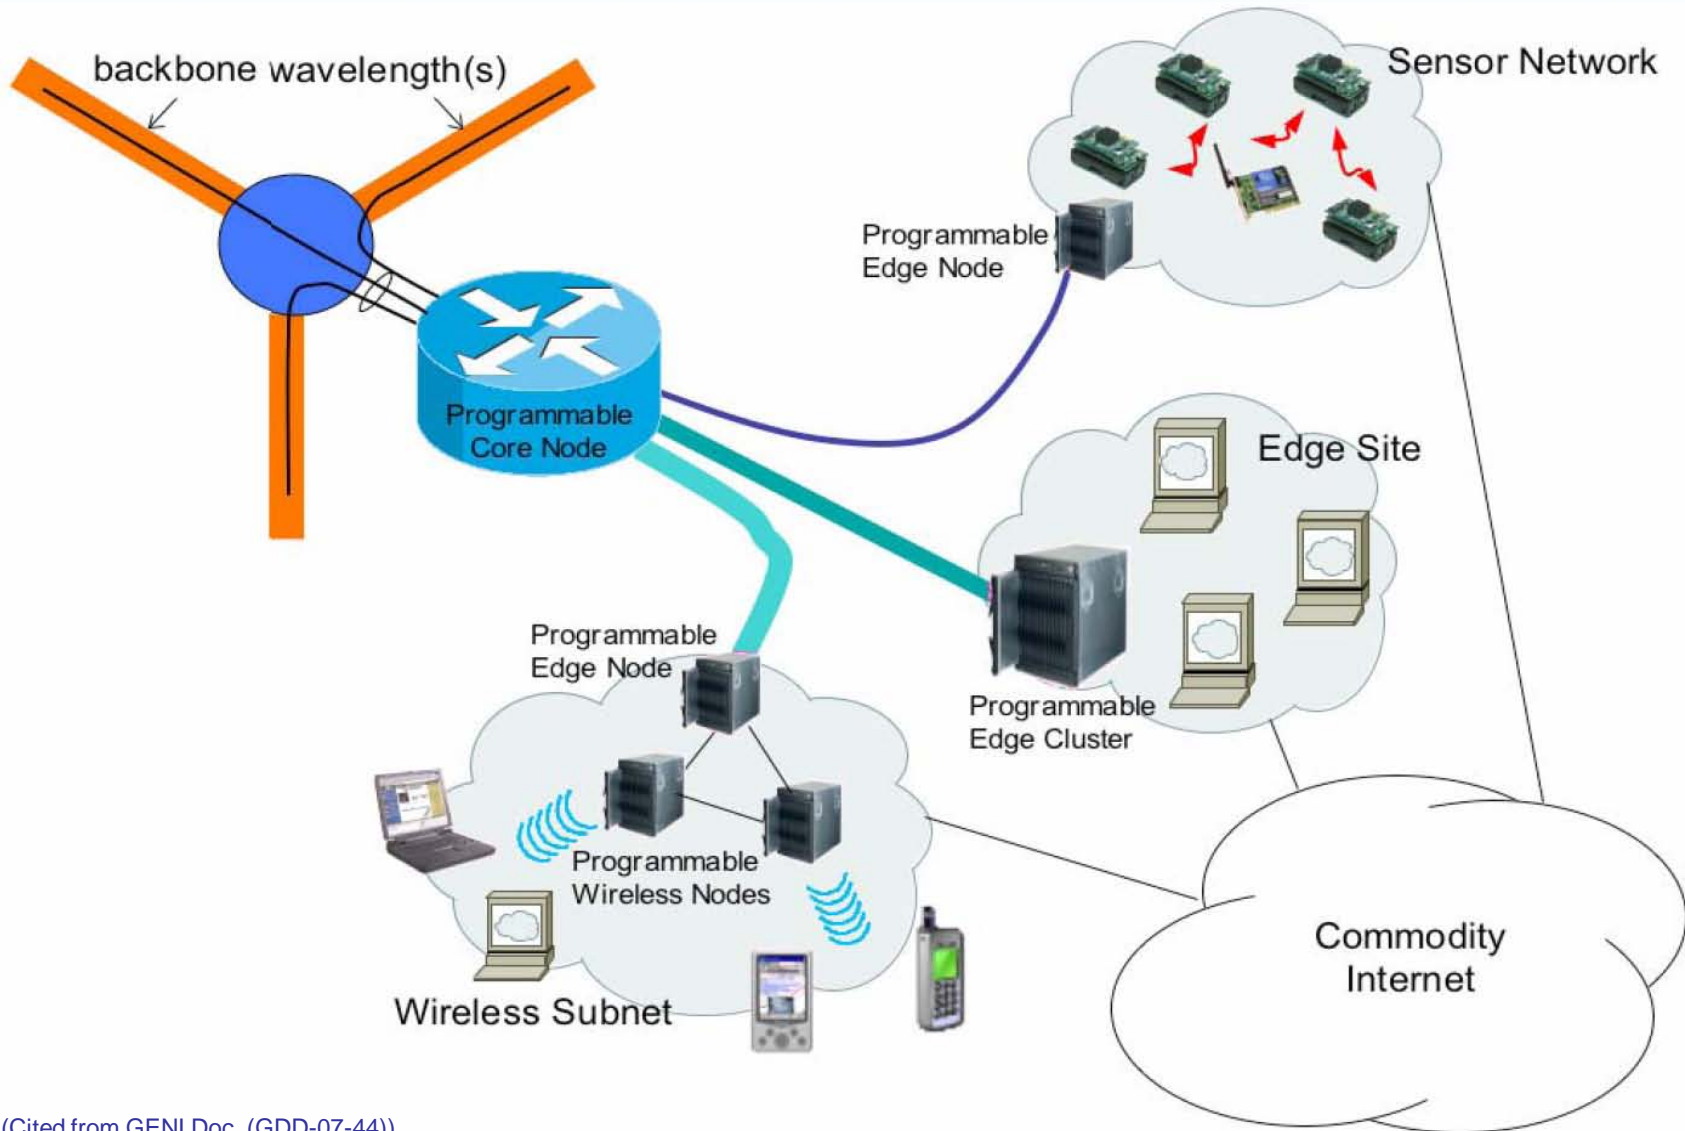 backbone wavelength(s)
Sensor Network
Programmable
Edge Node
Programmable
Core Node
Edge Site
Programmable
Edge Node
Programmable
Edge Cluster
Programmable
Wireless Nodes
Wireless Subnet
Commodity
Internet
(Cited from GENI Doc. (GDD-07-44))